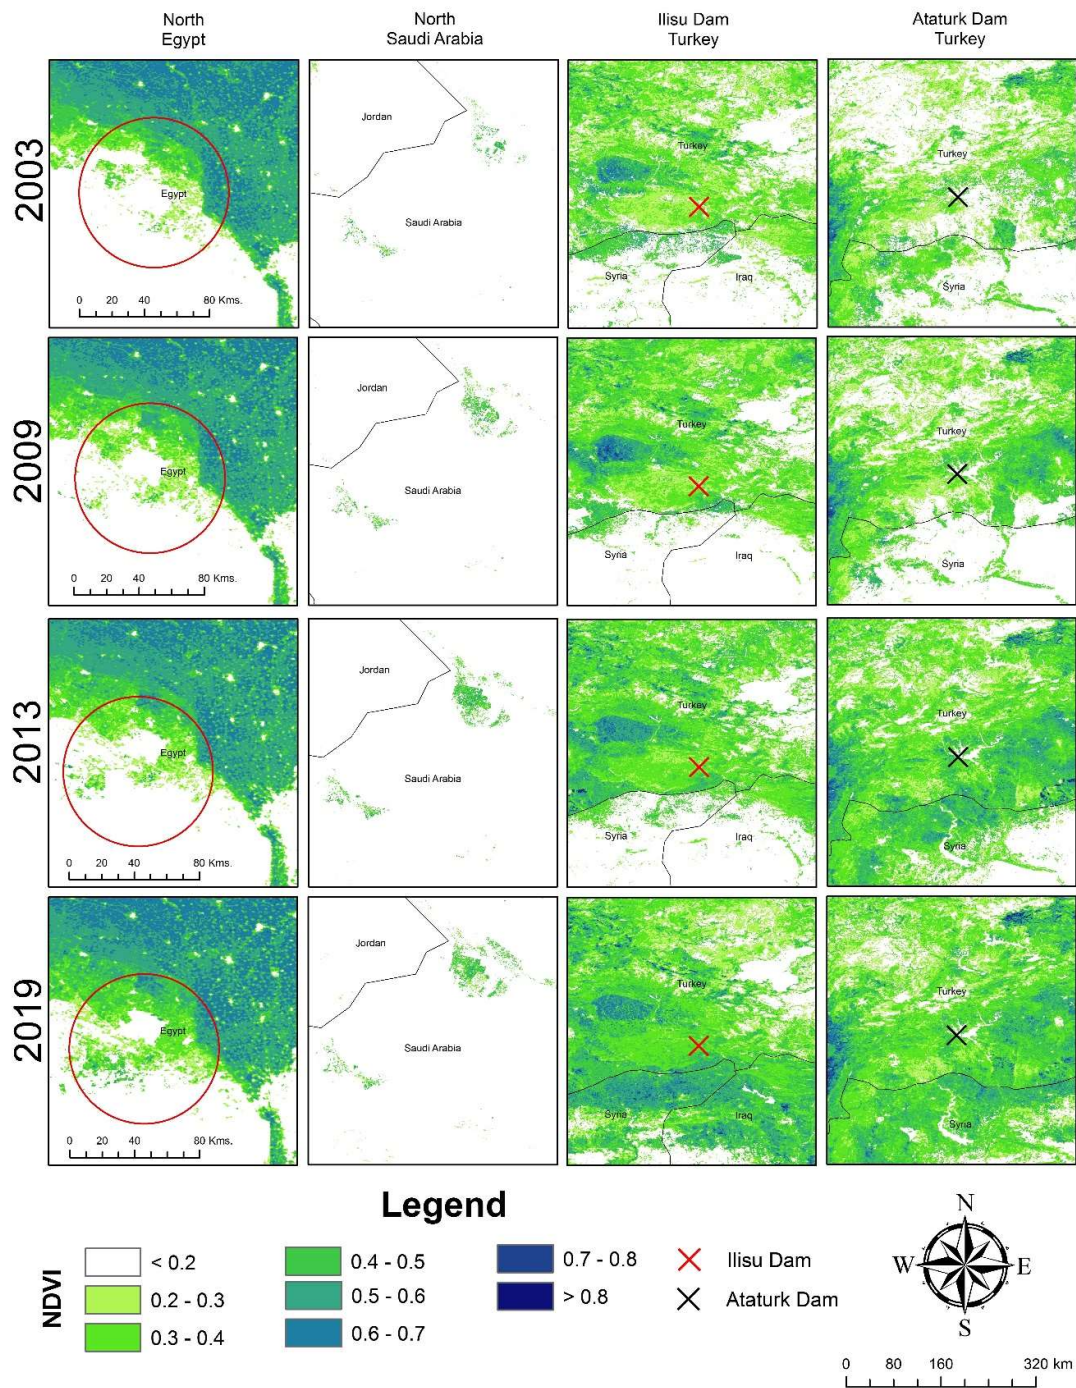 North
Egypt
North
Saudi Arabia
Ilisu Dam
Turkey
Ataturk Dam
Turkey
2003
Egypt
0 20 40 80 Kms.
Jordan
Saudi Arabia
Turkey
Syria
Iraq
Turkey
Syria
2009
Egypt
0 20 40 80 Kms.
Jordan
Saudi Arabia
Turkey
Syria
Iraq
Turkey
Syria
2013
Egypt
0 20 40 80 Kms.
Jordan
Saudi Arabia
Turkey
Syria
Iraq
Turkey
Syria
2019
Egypt
0 20 40 80 Kms.
Jordan
Saudi Arabia
Turkey
Syria
Iraq
Turkey
Syria
Legend
NDVI
< 0.2
0.2 - 0.3
0.3 - 0.4
0.4 - 0.5
0.5 - 0.6
0.6 - 0.7
0.7 - 0.8
> 0.8
Ilisu Dam
Ataturk Dam
N
W E
S
0 80 160 320 km